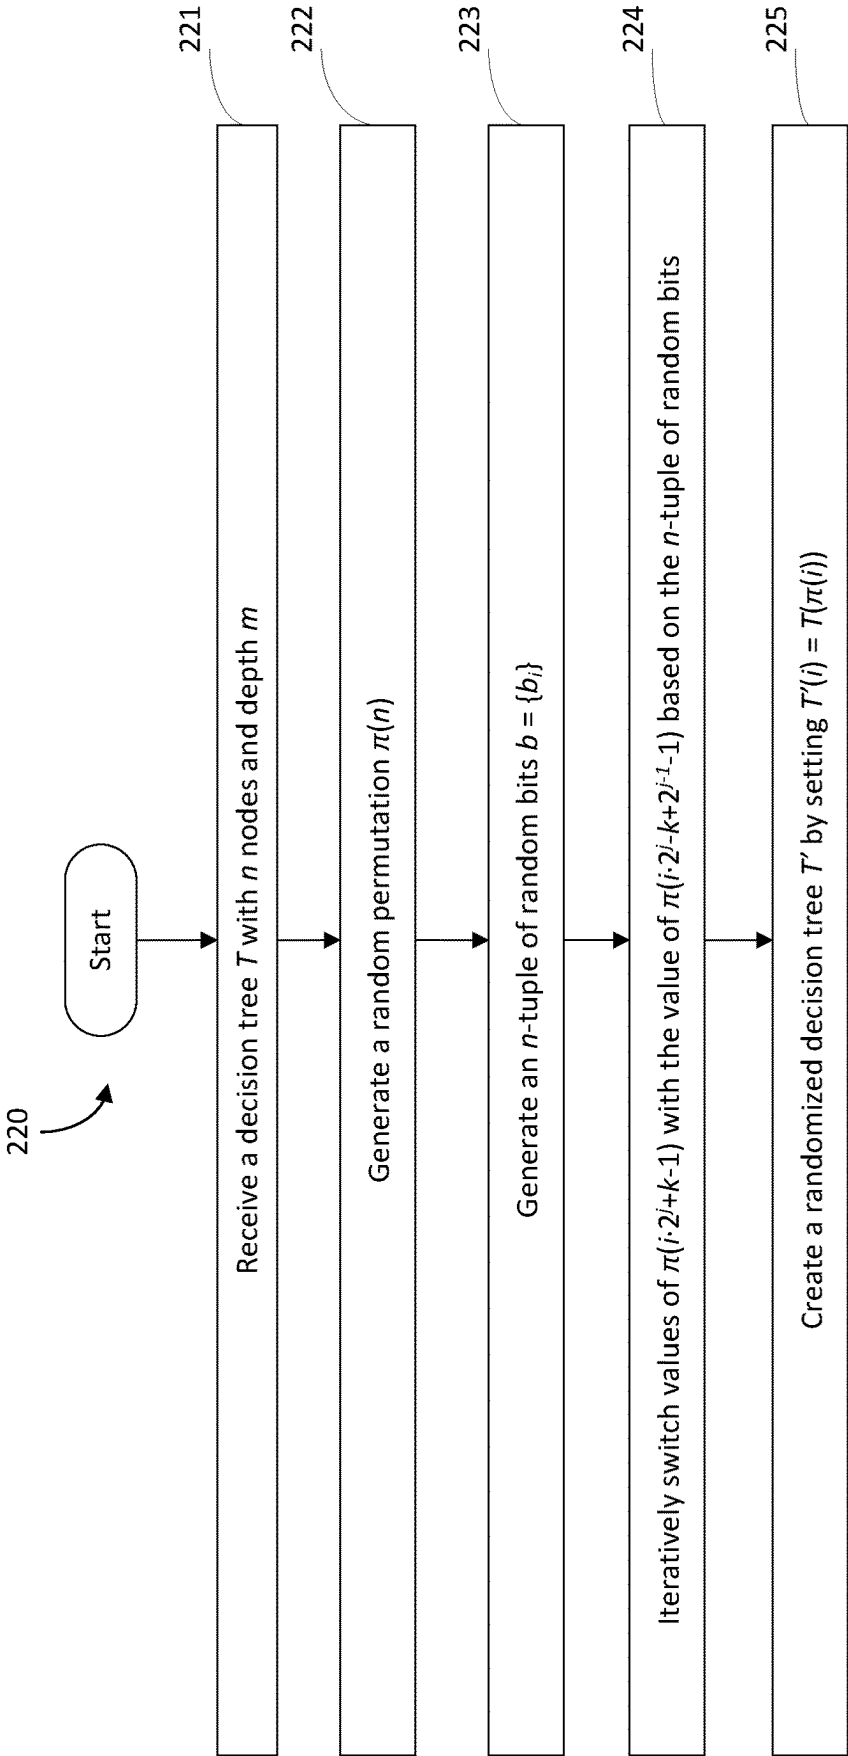 220
Start
221
Receive a decision tree T with n nodes and depth m
222
Generate a random permutation π(n)
223
Generate an n-tuple of random bits b = {bᵢ}
224
Iteratively switch values of π(i·2ʲ+k-1) with the value of π(i·2ʲ-k+2ʲ⁻¹-1) based on the n-tuple of random bits
225
Create a randomized decision tree T′ by setting T′(i) = T(π(i))